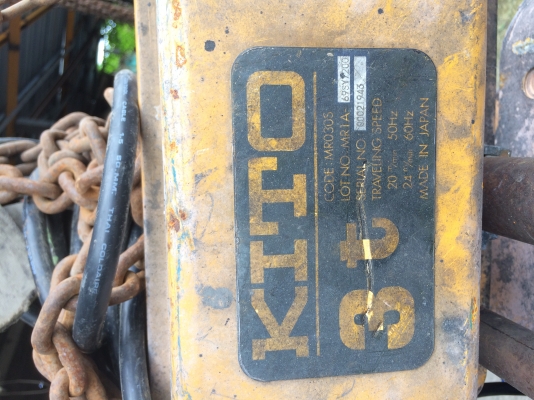 KITO
3t
CODE MR030S
LOT NO MR1A-
SERIAL NO 00021943
TRAVELING SPEED
20 m/min 50Hz
24 m/min 60Hz
MADE IN JAPAN